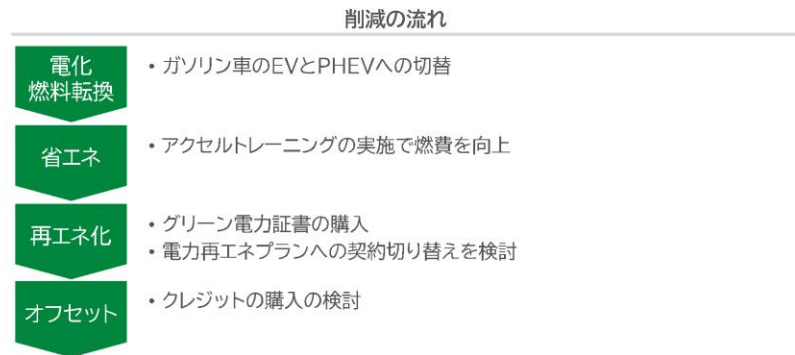 削減の流れ
電化
燃料転換
・ガソリン車のEVとPHEVへの切替
省エネ
・アクセルトレーニングの実施で燃費を向上
再エネ化
・グリーン電力証書の購入
・電力再エネプランへの契約切り替えを検討
オフセット
・クレジットの購入の検討